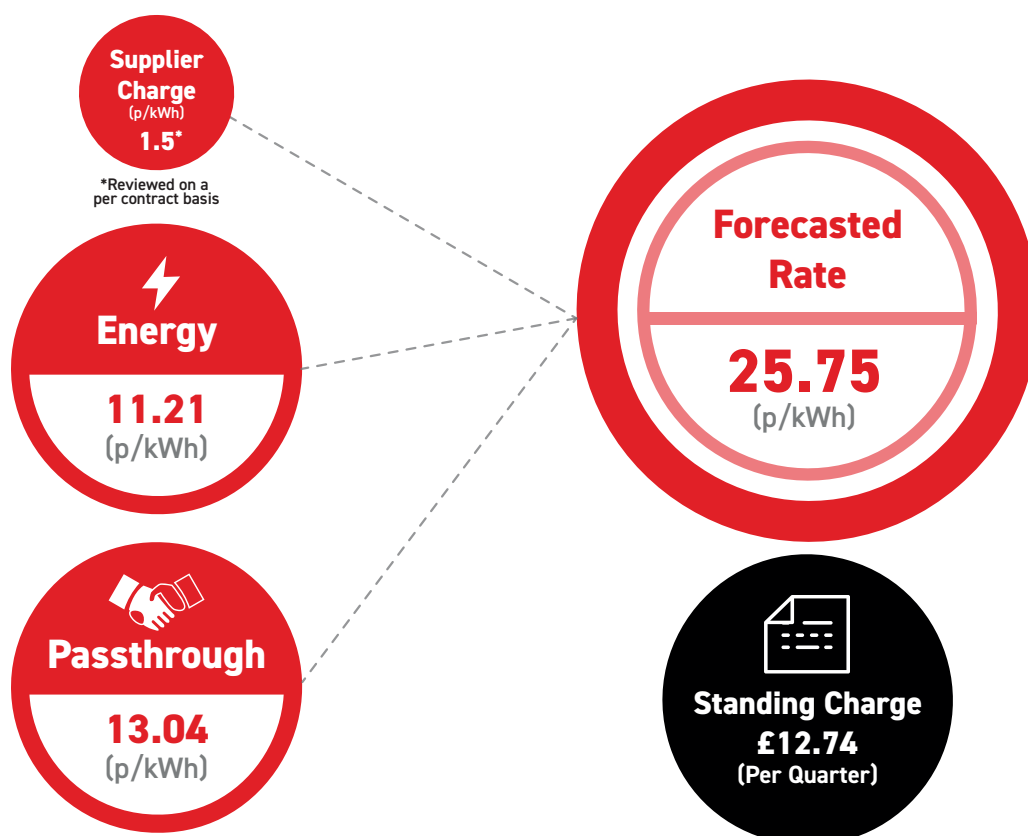 Supplier
Charge
(p/kWh)
1.5*
*Reviewed on a
per contract basis
Energy
11.21
(p/kWh)
Passthrough
13.04
(p/kWh)
Forecasted
Rate
25.75
(p/kWh)
Standing Charge
£12.74
(Per Quarter)